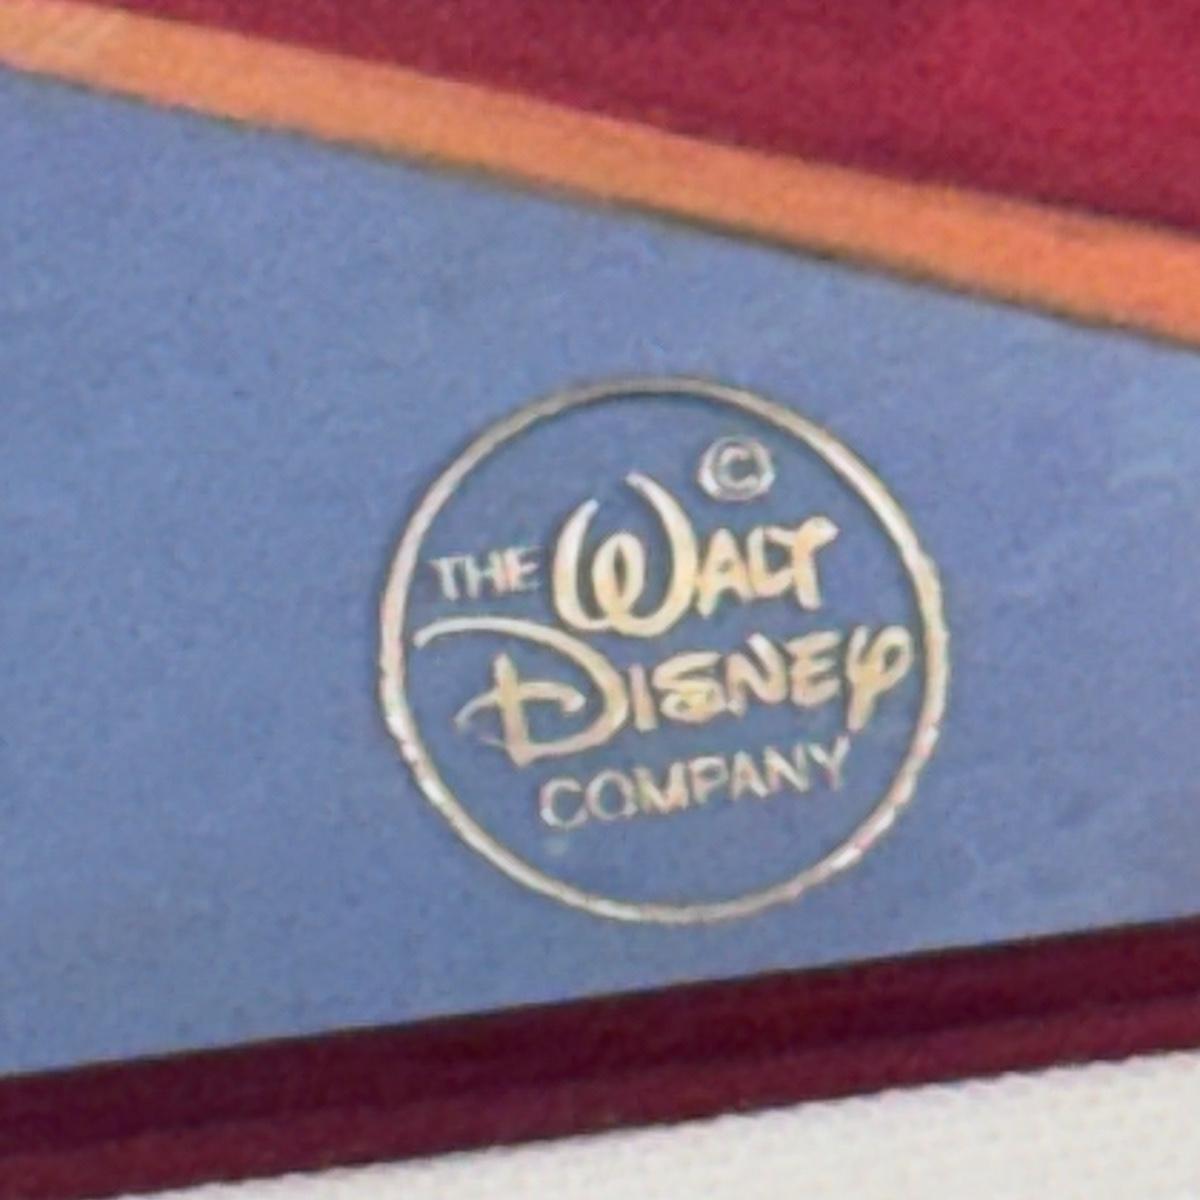 ©
THE WALT
DISNEY
COMPANY